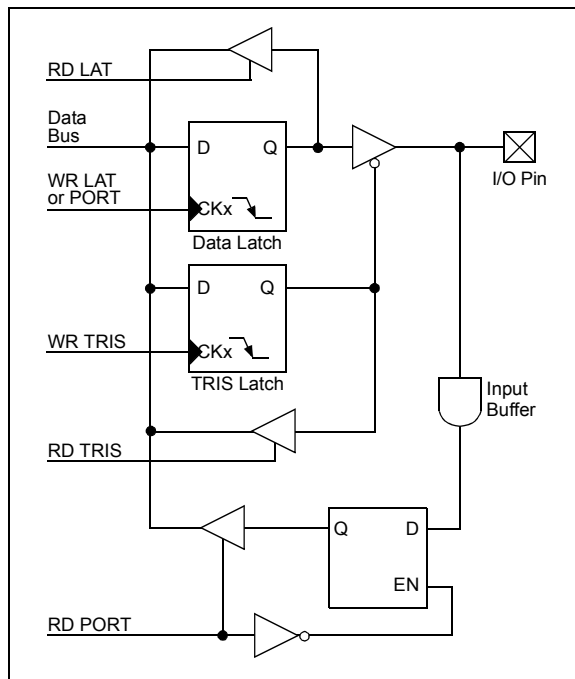 RD LAT
Data
Bus
D Q
I/O Pin
WR LAT
or PORT
CKx
Data Latch
D Q
WR TRIS
CKx
TRIS Latch
Input
Buffer
RD TRIS
Q D
EN
RD PORT